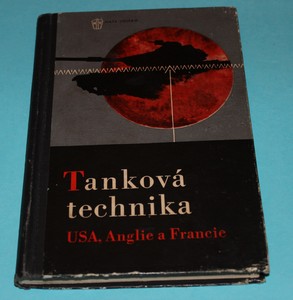 Tanková
technika
USA, Anglie a Francie